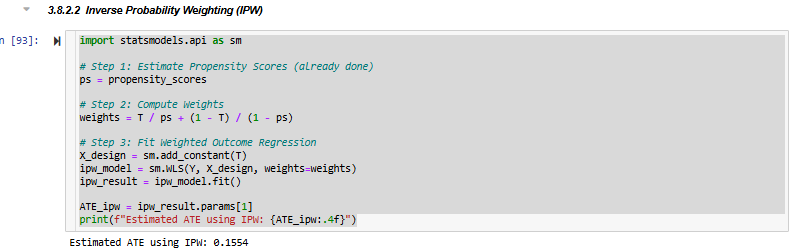 3.8.2.2 Inverse Probability Weighting (IPW)
n [93]:
import statsmodels.api as sm
# Step 1: Estimate Propensity Scores (already done)
ps = propensity_scores
# Step 2: Compute Weights
weights = T / ps + (1 - T) / (1 - ps)
# Step 3: Fit Weighted Outcome Regression
X_design = sm.add_constant(T)
ipw_model = sm.WLS(Y, X_design, weights=weights)
ipw_result = ipw_model.fit()
ATE_ipw = ipw_result.params[1]
print(f"Estimated ATE using IPW: {ATE_ipw:.4f}")
Estimated ATE using IPW: 0.1554